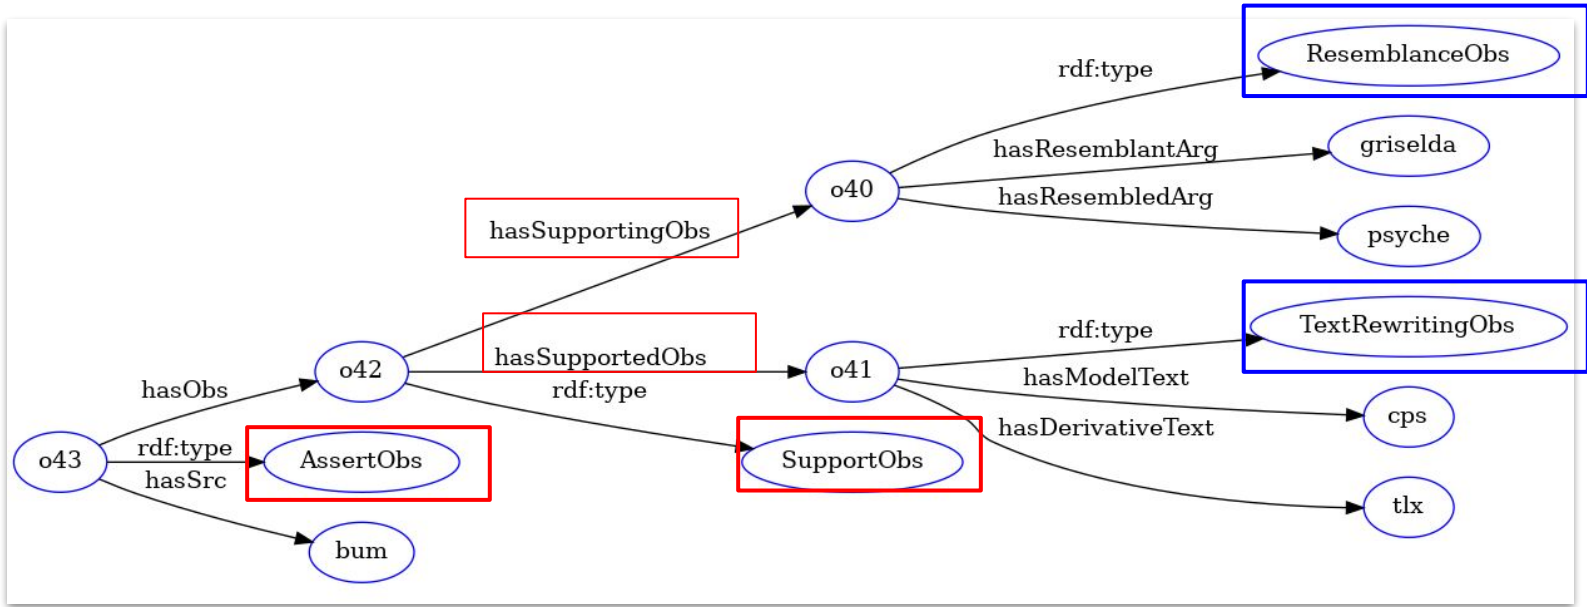 ResemblanceObs
rdf:type
griselda
hasResemblantArg
o40
hasResembledArg
psyche
hasSupportingObs
TextRewritingObs
rdf:type
hasSupportedObs
o42
o41
hasModelText
hasObs
rdf:type
cps
hasDerivativeText
rdf:type
o43
AssertObs
SupportObs
hasSrc
tlx
bum